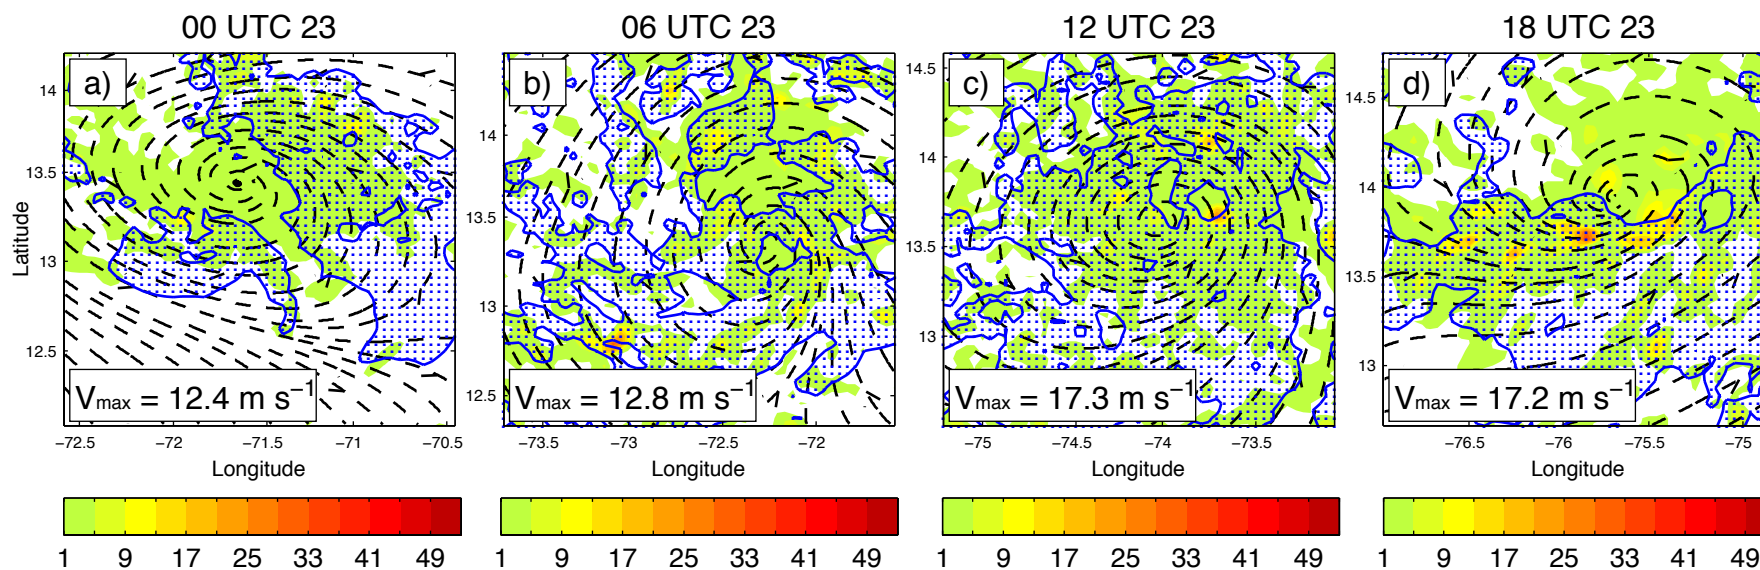 00 UTC 23
06 UTC 23
12 UTC 23
18 UTC 23
a)
b)
c)
d)
14
13.5
13
12.5
14
13.5
13
12.5
14.5
14
13.5
13
14.5
14
13.5
13
Latitude
Vmax = 12.4 m s−1
Vmax = 12.8 m s−1
Vmax = 17.3 m s−1
Vmax = 17.2 m s−1
−72.5 −72 −71.5 −71 −70.5
−73.5 −73 −72.5 −72
−75 −74.5 −74 −73.5
−76.5 −76 −75.5 −75
Longitude
Longitude
Longitude
Longitude
1 9 17 25 33 41 49
1 9 17 25 33 41 49
1 9 17 25 33 41 49
1 9 17 25 33 41 49